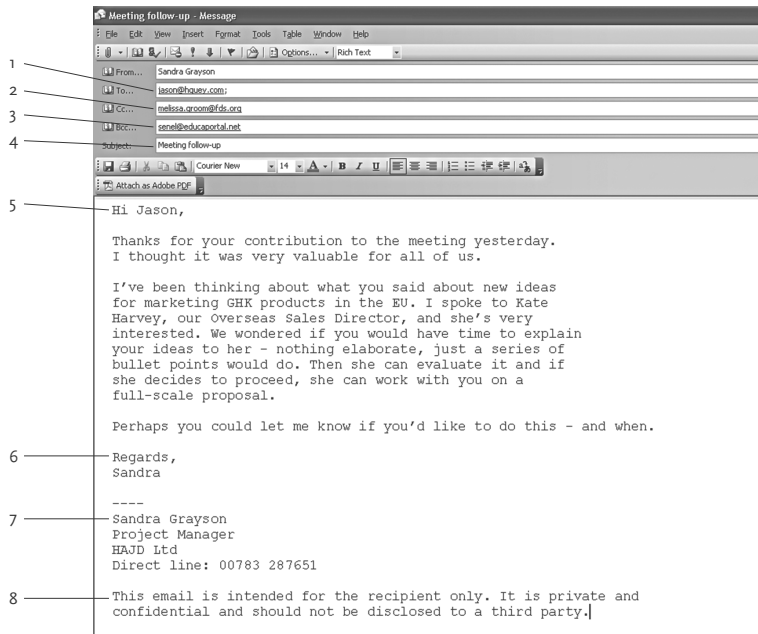 Meeting follow-up - Message
File Edit View Insert Format Tools Table Window Help
Options... Rich Text
From... Sandra Grayson
1 To... jason@hquey.com;
2 Cc... melissa.groom@fds.org
3 Bcc... senel@educaportal.net
4 Subject: Meeting follow-up
Courier New 14 A B I U
Attach as Adobe PDF
5 Hi Jason,
Thanks for your contribution to the meeting yesterday.
I thought it was very valuable for all of us.
I've been thinking about what you said about new ideas
for marketing GHK products in the EU. I spoke to Kate
Harvey, our Overseas Sales Director, and she's very
interested. We wondered if you would have time to explain
your ideas to her – nothing elaborate, just a series of
bullet points would do. Then she can evaluate it and if
she decides to proceed, she can work with you on a
full-scale proposal.
Perhaps you could let me know if you'd like to do this – and when.
6 Regards,
Sandra
----
7 Sandra Grayson
Project Manager
HAJD Ltd
Direct line: 00783 287651
8 This email is intended for the recipient only. It is private and
confidential and should not be disclosed to a third party.